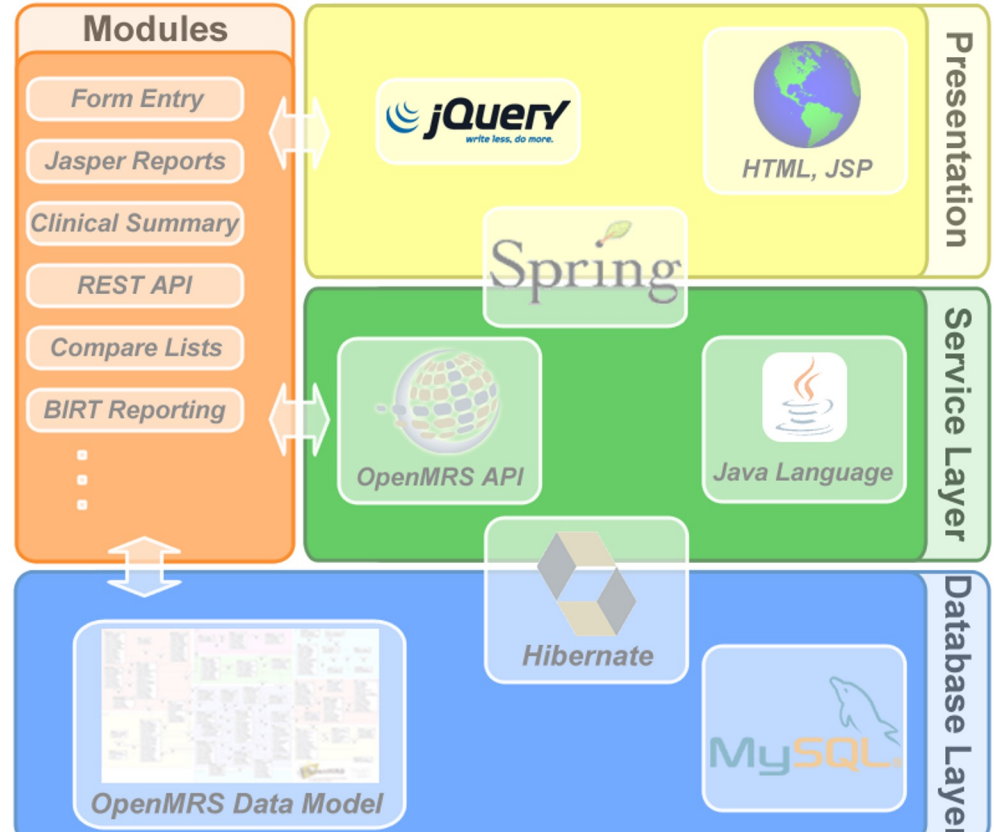 Modules
Form Entry
Jasper Reports
Clinical Summary
REST API
Compare Lists
BIRT Reporting
jQuery
write less, do more.
HTML, JSP
Presentation
Spring
OpenMRS API
Java Language
Service Layer
Hibernate
OpenMRS Data Model
MySQL
Database Layer